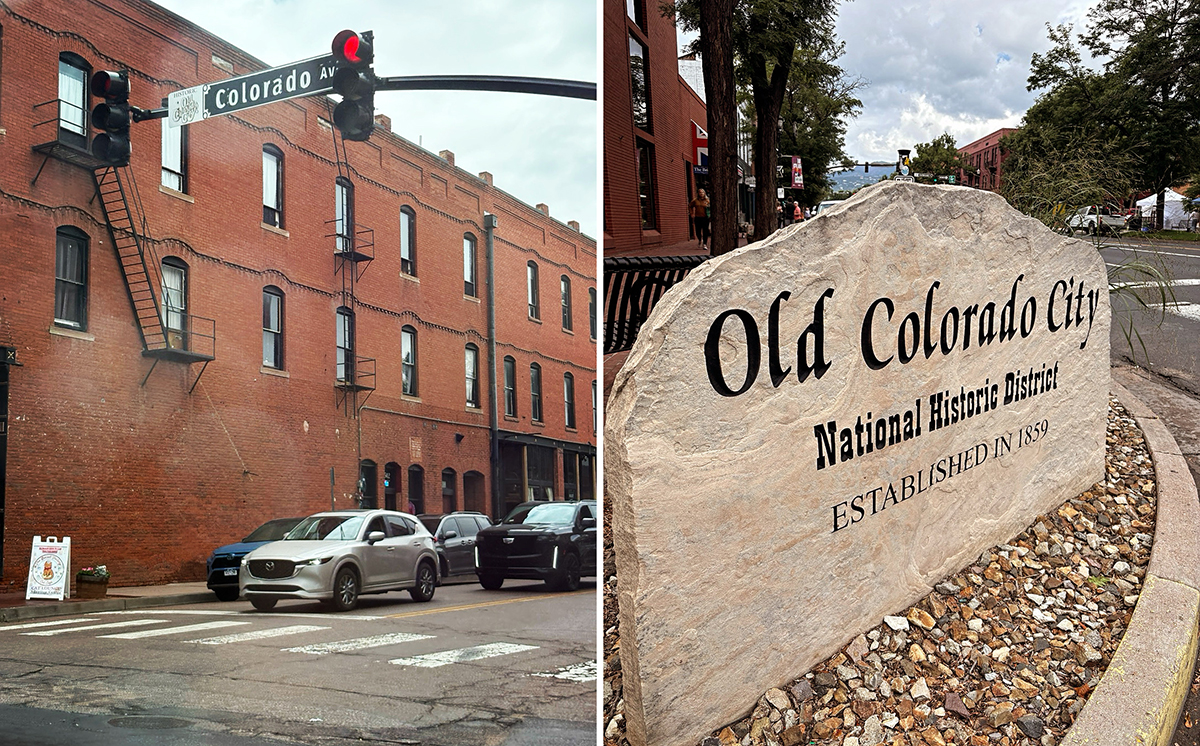 Colorado Av
Old Colorado City
National Historic District
ESTABLISHED IN 1859